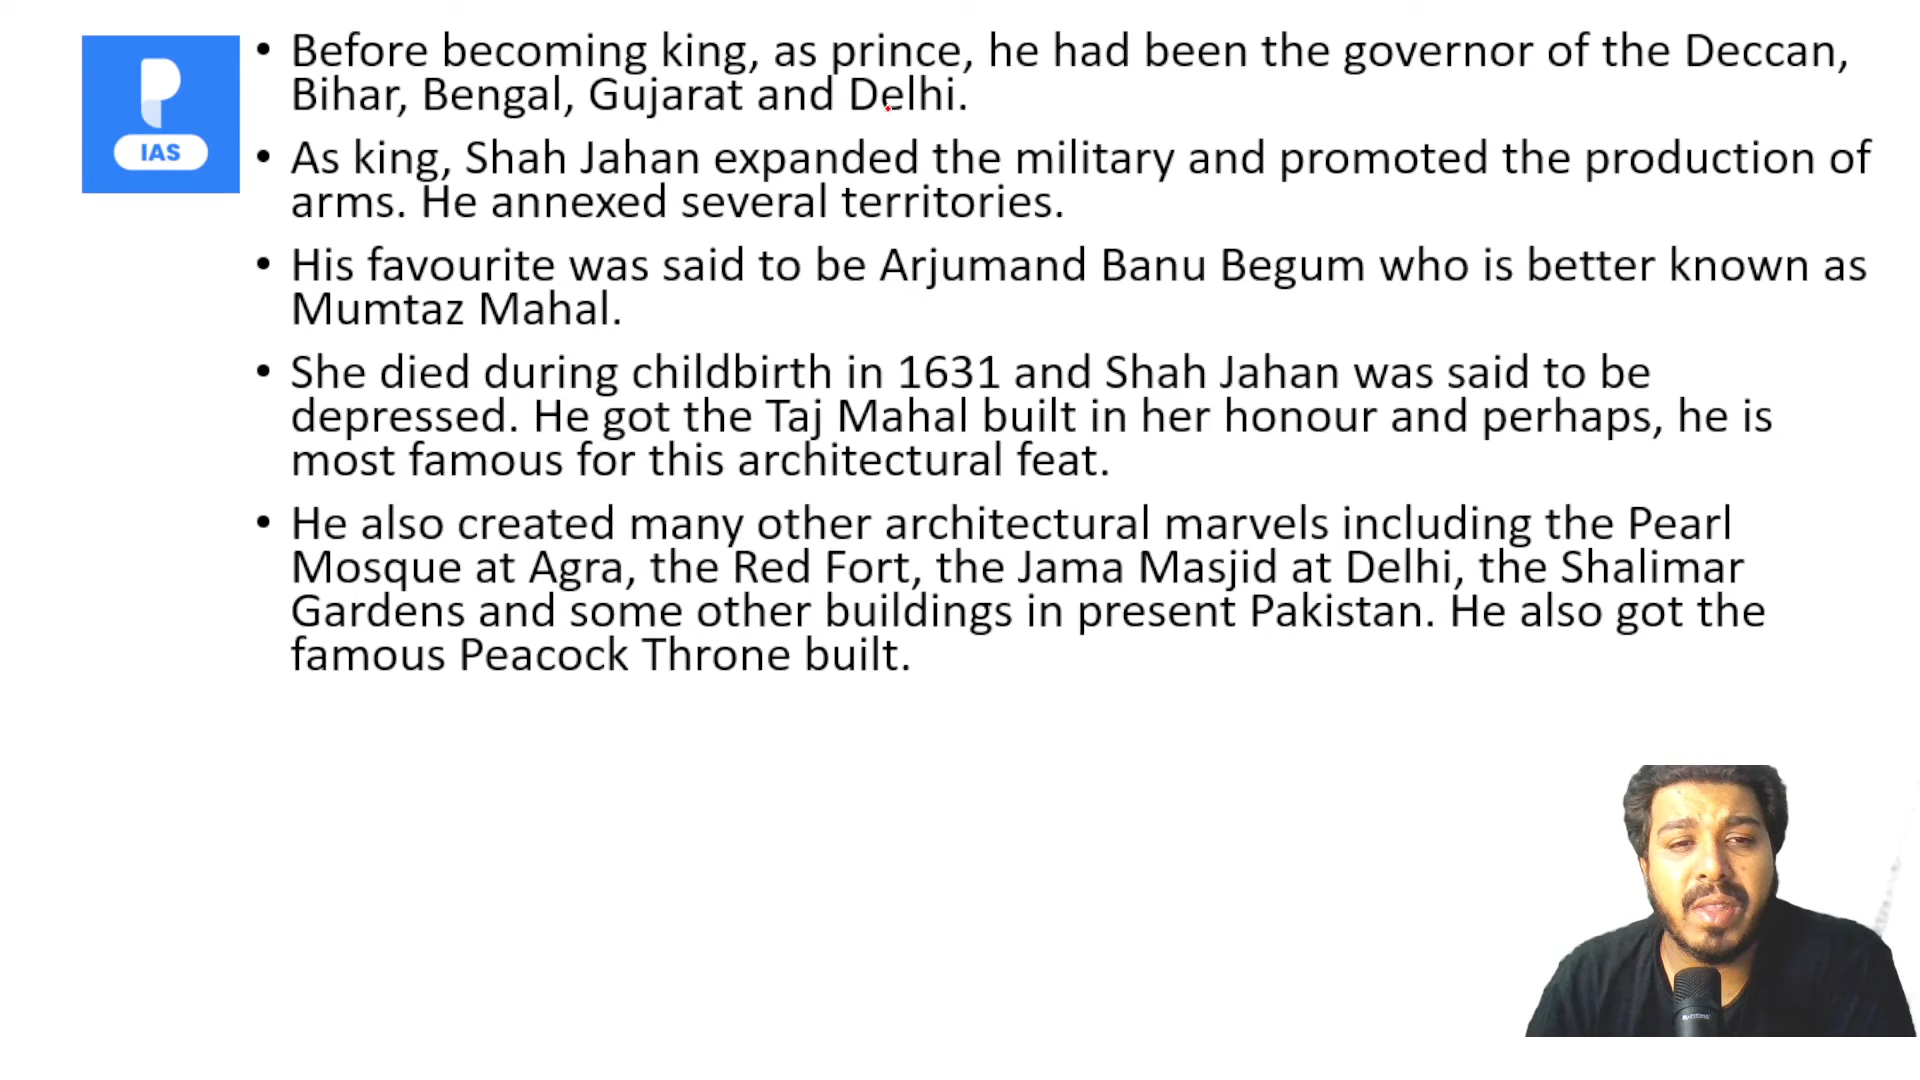 IAS
• Before becoming king, as prince, he had been the governor of the Deccan,
Bihar, Bengal, Gujarat and Delhi.
• As king, Shah Jahan expanded the military and promoted the production of
arms. He annexed several territories.
• His favourite was said to be Arjumand Banu Begum who is better known as
Mumtaz Mahal.
• She died during childbirth in 1631 and Shah Jahan was said to be
depressed. He got the Taj Mahal built in her honour and perhaps, he is
most famous for this architectural feat.
• He also created many other architectural marvels including the Pearl
Mosque at Agra, the Red Fort, the Jama Masjid at Delhi, the Shalimar
Gardens and some other buildings in present Pakistan. He also got the
famous Peacock Throne built.